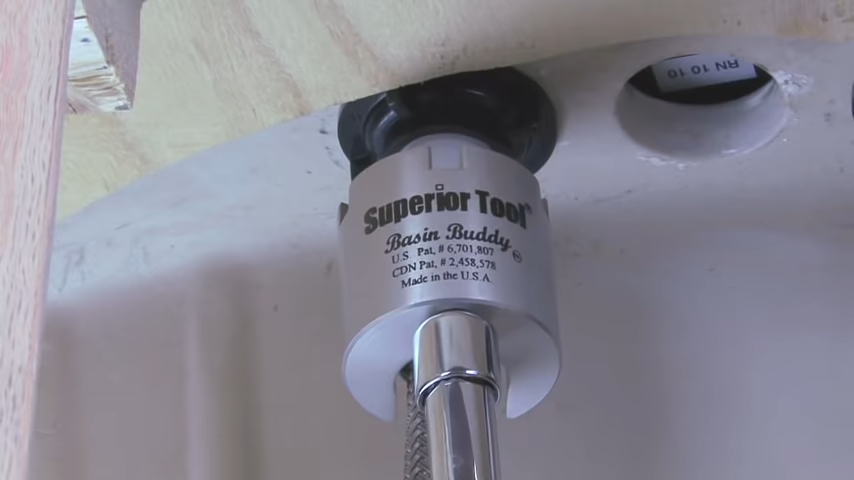 Superior Tool®
Basin Buddy®
U.S. Pat. # 6,701,807
CDN Pat. # 2,458,578
Made in the U.S.A.
RN 10 10